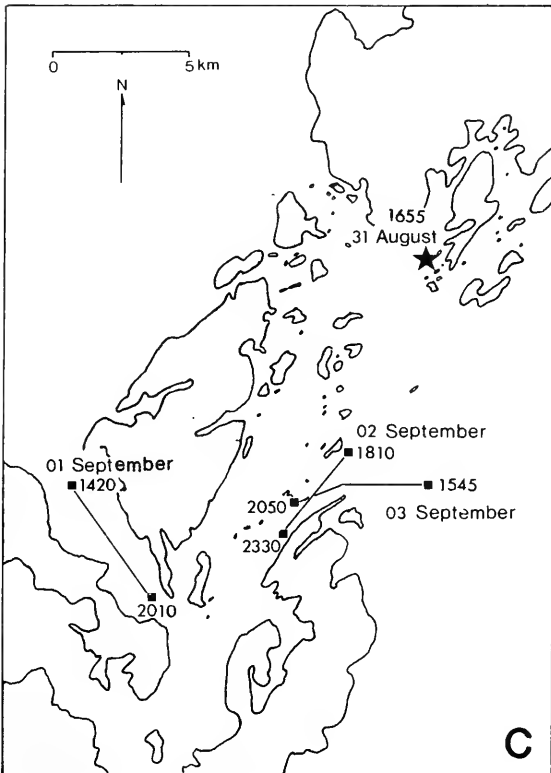 0 5 km
N
1655
31 August
02 September
01 September
1810
1420
1545
2050
03 September
2330
2010
C